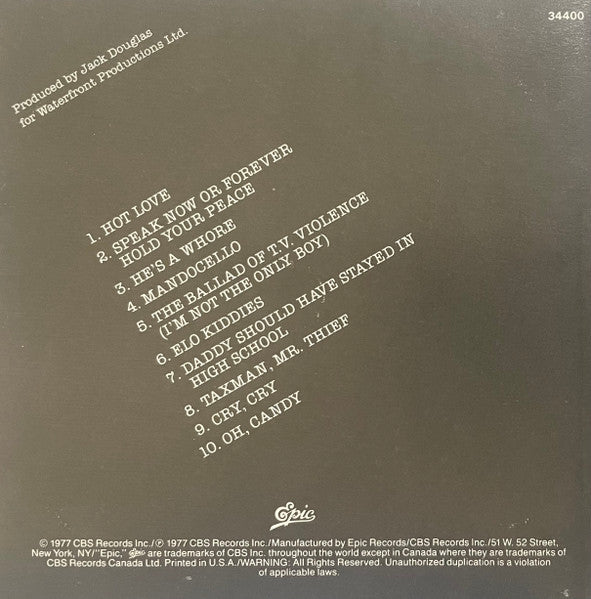 34400
Produced by Jack Douglas
for Waterfront Productions Ltd.
1. HOT LOVE
2. SPEAK NOW OR FOREVER
HOLD YOUR PEACE
3. HE'S A WHORE
4. MANDOCELLO
5. THE BALLAD OF T.V. VIOLENCE
(I'M NOT THE ONLY BOY)
6. ELO KIDDIES
7. DADDY SHOULD HAVE STAYED IN
HIGH SCHOOL
8. TAXMAN, MR. THIEF
9. CRY, CRY
10. OH, CANDY
Epic
© 1977 CBS Records Inc./℗ 1977 CBS Records Inc./Manufactured by Epic Records/CBS Records Inc./51 W. 52 Street,
New York, NY/"Epic," Epic are trademarks of CBS Inc. throughout the world except in Canada where they are trademarks of
CBS Records Canada Ltd. Printed in U.S.A./WARNING: All Rights Reserved. Unauthorized duplication is a violation
of applicable laws.